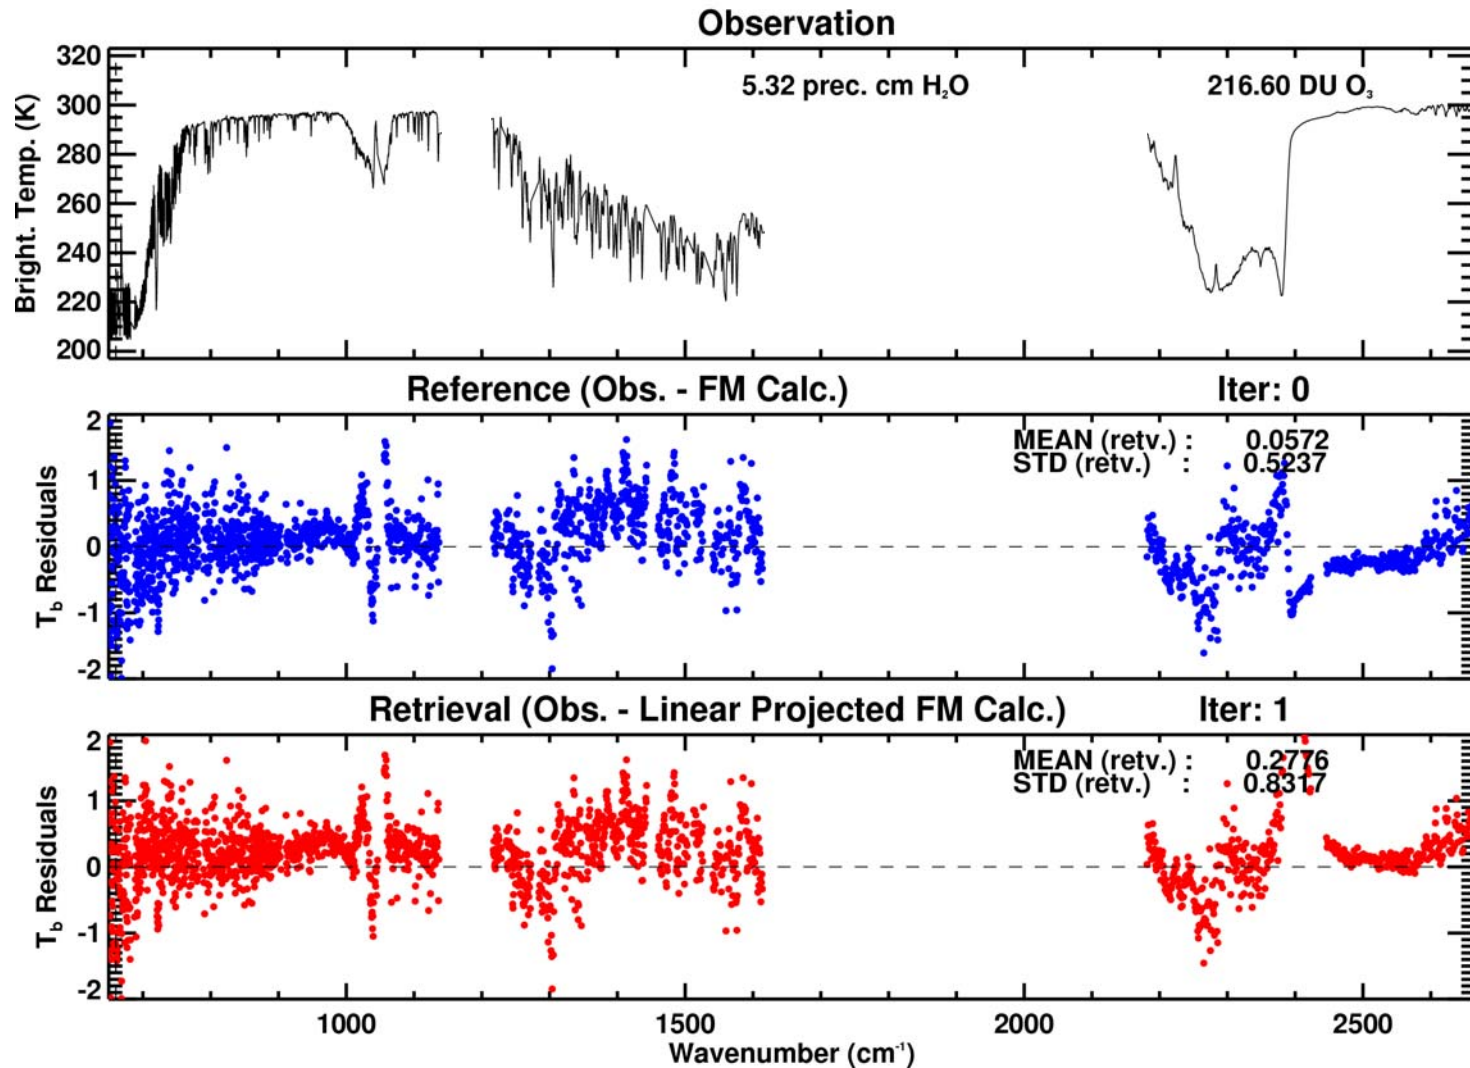 Observation
5.32 prec. cm H₂O 216.60 DU O₃
Bright. Temp. (K)
320
300
280
260
240
220
200
Reference (Obs. - FM Calc.) Iter: 0
MEAN (retv.) : 0.0572
STD (retv.) : 0.5237
T_b Residuals
2
1
0
-1
-2
Retrieval (Obs. - Linear Projected FM Calc.) Iter: 1
MEAN (retv.) : 0.2776
STD (retv.) : 0.8317
T_b Residuals
2
1
0
-1
-2
1000 1500 2000 2500
Wavenumber (cm⁻¹)